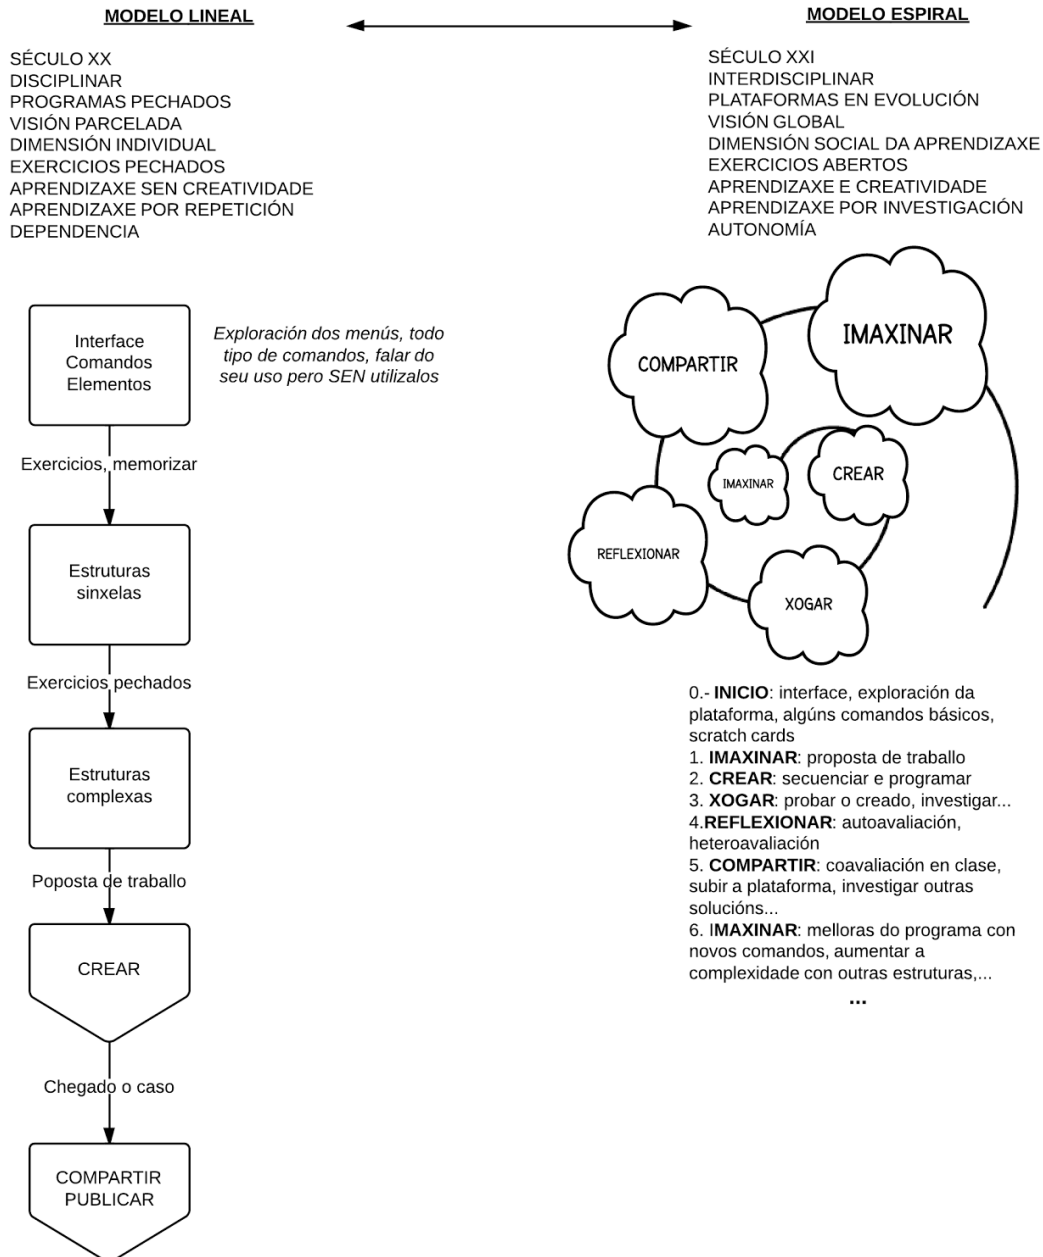 MODELO LINEAL
SÉCULO XX
DISCIPLINAR
PROGRAMAS PECHADOS
VISIÓN PARCELADA
DIMENSIÓN INDIVIDUAL
EXERCICIOS PECHADOS
APRENDIZAXE SEN CREATIVIDADE
APRENDIZAXE POR REPETICIÓN
DEPENDENCIA
Interface
Comandos
Elementos
Exploración dos menús, todo
tipo de comandos, falar do
seu uso pero SEN utilizalos
Exercicios, memorizar
Estruturas
sinxelas
Exercicios pechados
Estruturas
complexas
Poposta de traballo
CREAR
Chegado o caso
COMPARTIR
PUBLICAR
MODELO ESPIRAL
SÉCULO XXI
INTERDISCIPLINAR
PLATAFORMAS EN EVOLUCIÓN
VISIÓN GLOBAL
DIMENSIÓN SOCIAL DA APRENDIZAXE
EXERCICIOS ABERTOS
APRENDIZAXE E CREATIVIDADE
APRENDIZAXE POR INVESTIGACIÓN
AUTONOMÍA
IMAXINAR
COMPARTIR
IMAXINAR
CREAR
REFLEXIONAR
XOGAR
0.- INICIO: interface, exploración da
plataforma, algúns comandos básicos,
scratch cards
1. IMAXINAR: proposta de traballo
2. CREAR: secuenciar e programar
3. XOGAR: probar o creado, investigar...
4.REFLEXIONAR: autoavaliación,
heteroavaliación
5. COMPARTIR: coavaliación en clase,
subir a plataforma, investigar outras
solucións...
6. IMAXINAR: melloras do programa con
novos comandos, aumentar a
complexidade con outras estruturas,...
...